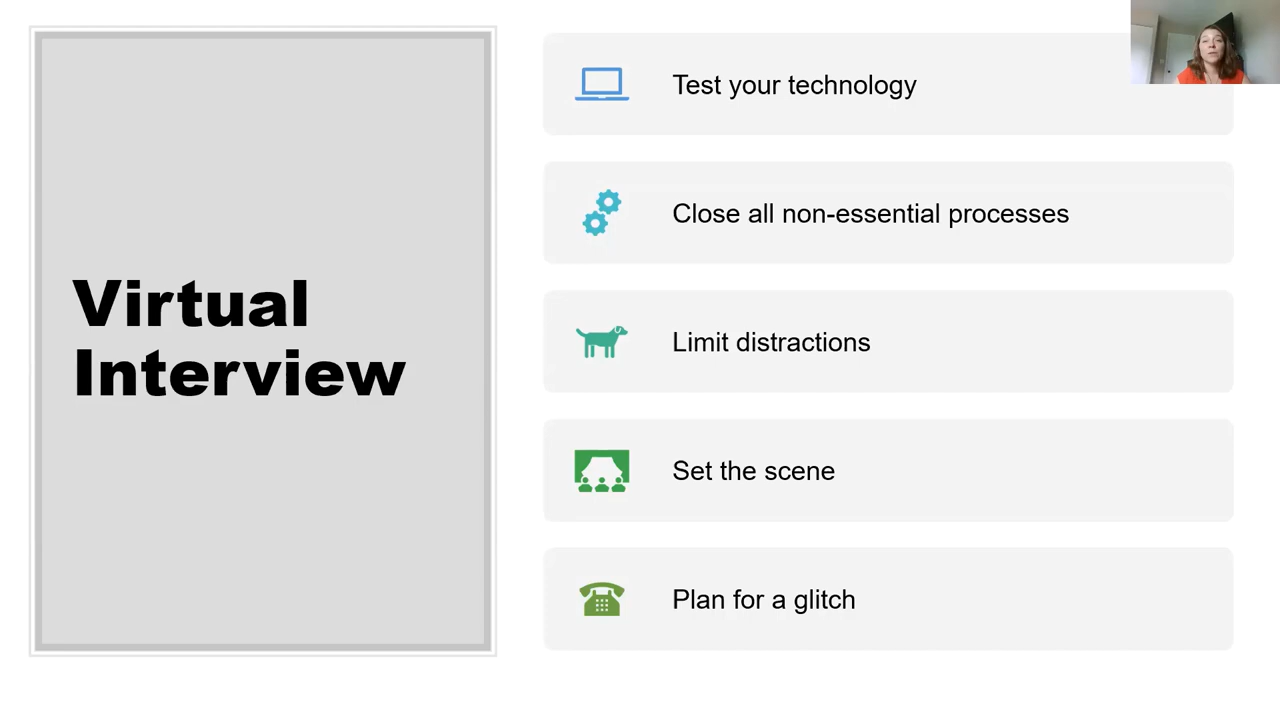 Virtual
Interview
Test your technology
Close all non-essential processes
Limit distractions
Set the scene
Plan for a glitch